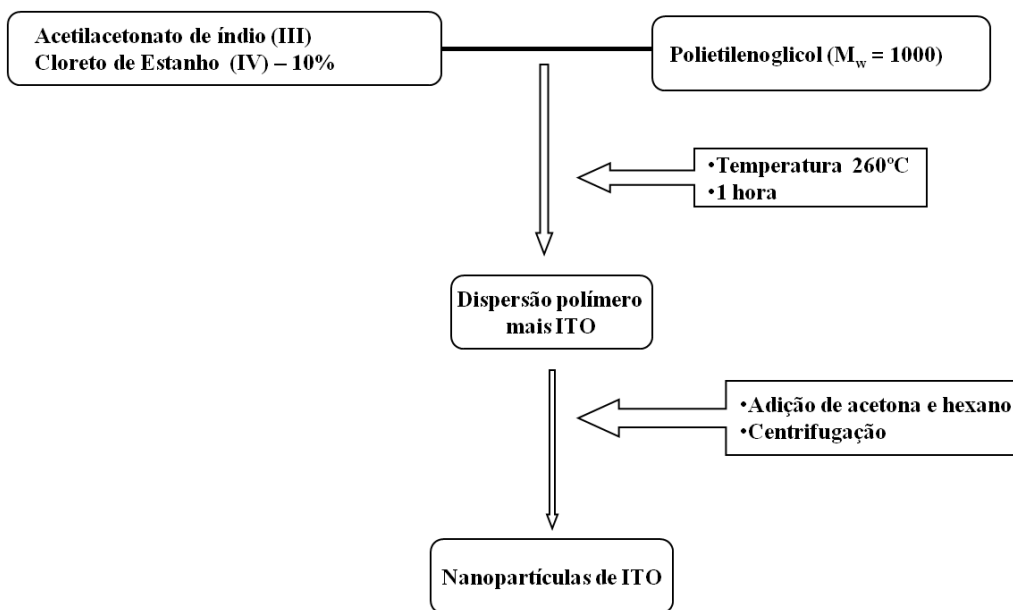 Acetilacetonato de índio (III)
Cloreto de Estanho (IV) – 10%
Polietilenoglicol (Mw = 1000)
•Temperatura 260ºC
•1 hora
Dispersão polímero
mais ITO
•Adição de acetona e hexano
•Centrifugação
Nanopartículas de ITO